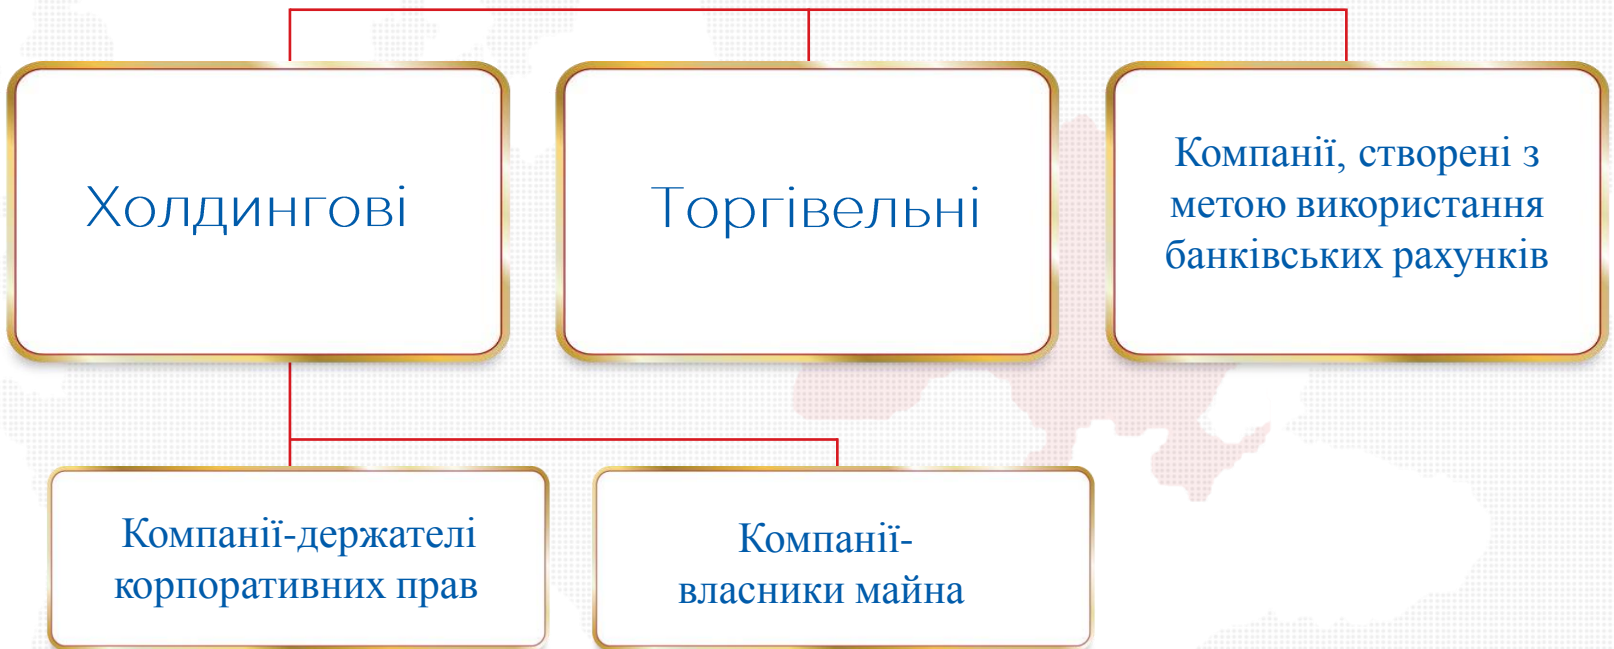 Холдингові
Торгівельні
Компанії, створені з
метою використання
банківських рахунків
Компанії-держателі
корпоративних прав
Компанії-
власники майна